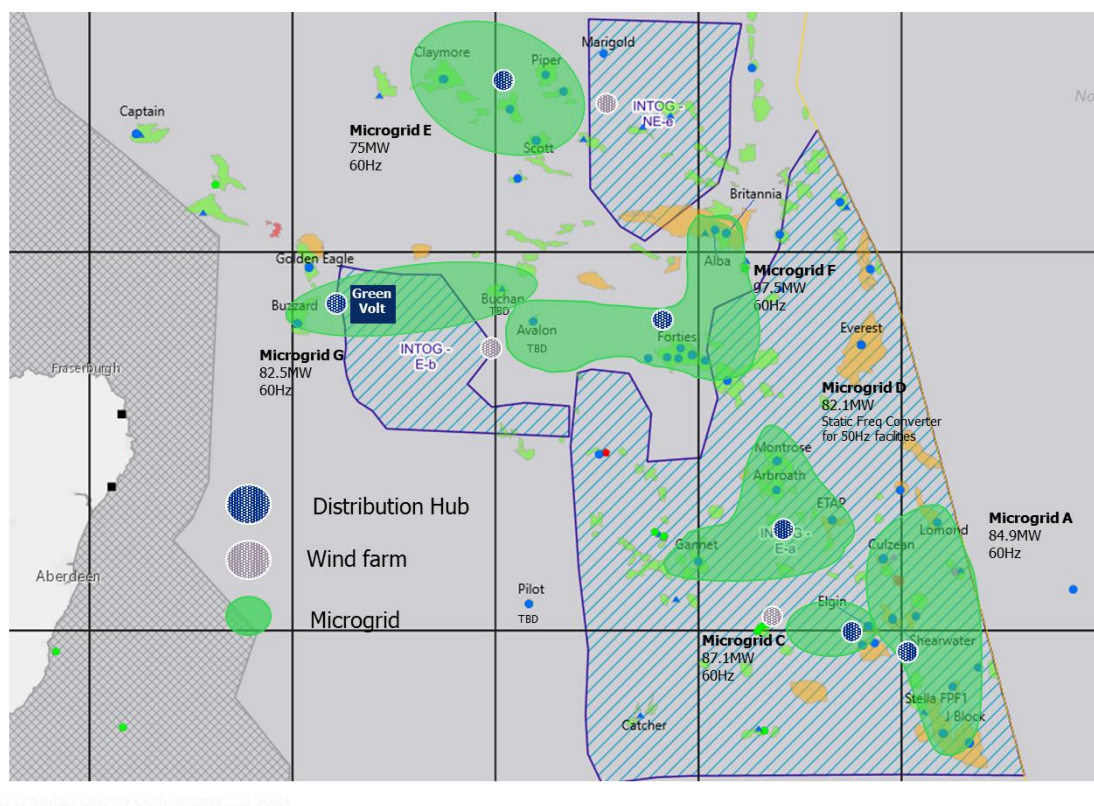 Marigold
Claymore
Piper
No
INTOG -
NE-e
Captain
Microgrid E
75MW
60Hz
Scott
Britannia
Golden Eagle
Alba
Microgrid F
97.5MW
60Hz
Green
Volt
Buzzard
Buchan
TBD
Avalon
TBD
Forties
Everest
INTOG -
E-b
Microgrid G
82.5MW
60Hz
Fraserburgh
Microgrid D
82.1MW
Static Freq Converter
for 50Hz facilities
Montrose
Arbroath
ETAP
Distribution Hub
Lomond
Microgrid A
84.9MW
60Hz
Gannet
E-a
Culzean
Wind farm
Aberdeen
Pilot
TBD
Elgin
Microgrid
Microgrid C
87.1MW
60Hz
Shearwater
Stella FPF1
J Block
Catcher